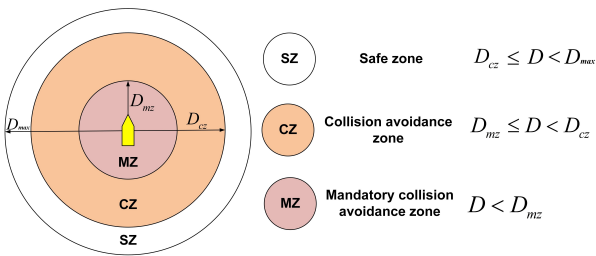 D_mz
D_max
D_cz
MZ
CZ
SZ
SZ Safe zone D_cz ≤ D < D_max
CZ Collision avoidance
zone D_mz ≤ D < D_cz
MZ Mandatory collision
avoidance zone D < D_mz